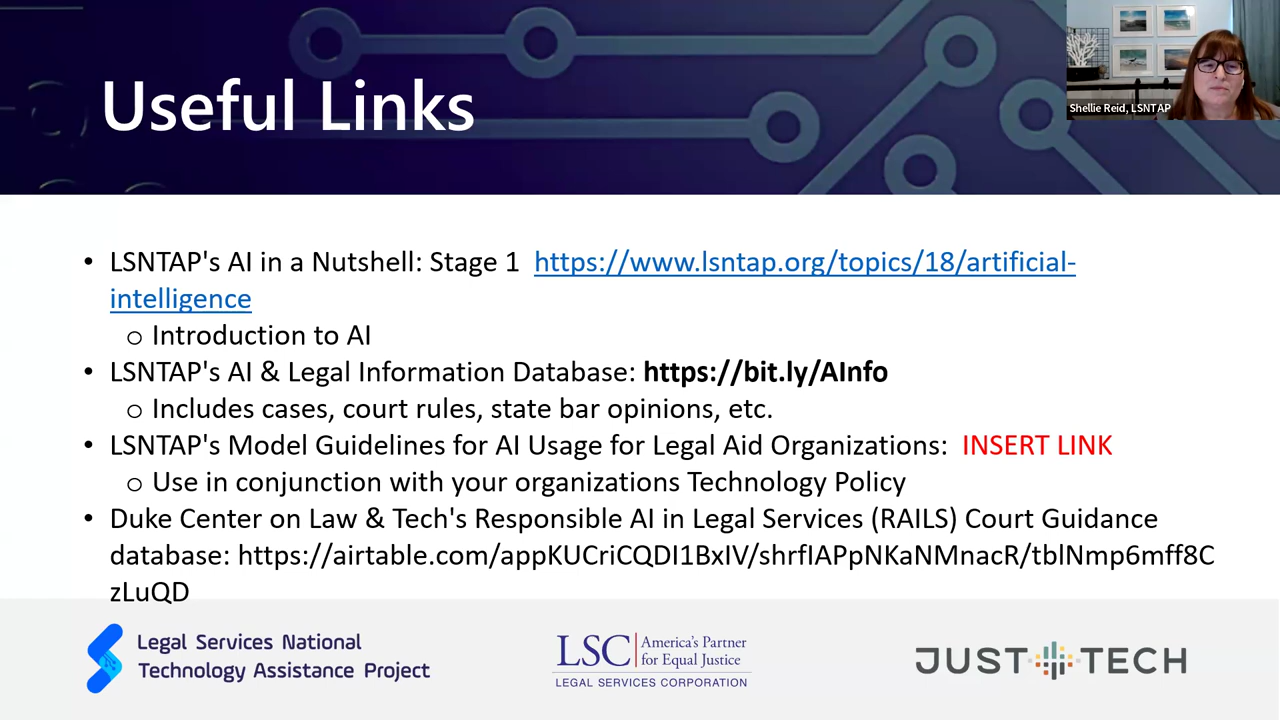 Useful Links
Shellie Reid, LSNTAP
• LSNTAP's AI in a Nutshell: Stage 1 https://www.lsntap.org/topics/18/artificial-
intelligence
o Introduction to AI
• LSNTAP's AI & Legal Information Database: https://bit.ly/AInfo
o Includes cases, court rules, state bar opinions, etc.
• LSNTAP's Model Guidelines for AI Usage for Legal Aid Organizations: INSERT LINK
o Use in conjunction with your organizations Technology Policy
• Duke Center on Law & Tech's Responsible AI in Legal Services (RAILS) Court Guidance
database: https://airtable.com/appKUCriCQDI1BxIV/shrfIAPpNKaNMnacR/tblNmp6mff8C
zLuQD
Legal Services National
Technology Assistance Project
LSC America's Partner
for Equal Justice
LEGAL SERVICES CORPORATION
JUST TECH